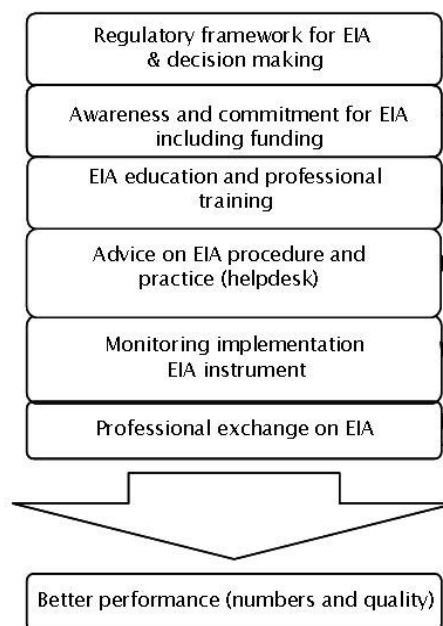 Regulatory framework for EIA
& decision making
Awareness and commitment for EIA
including funding
EIA education and professional
training
Advice on EIA procedure and
practice (helpdesk)
Monitoring implementation
EIA instrument
Professional exchange on EIA
Better performance (numbers and quality)